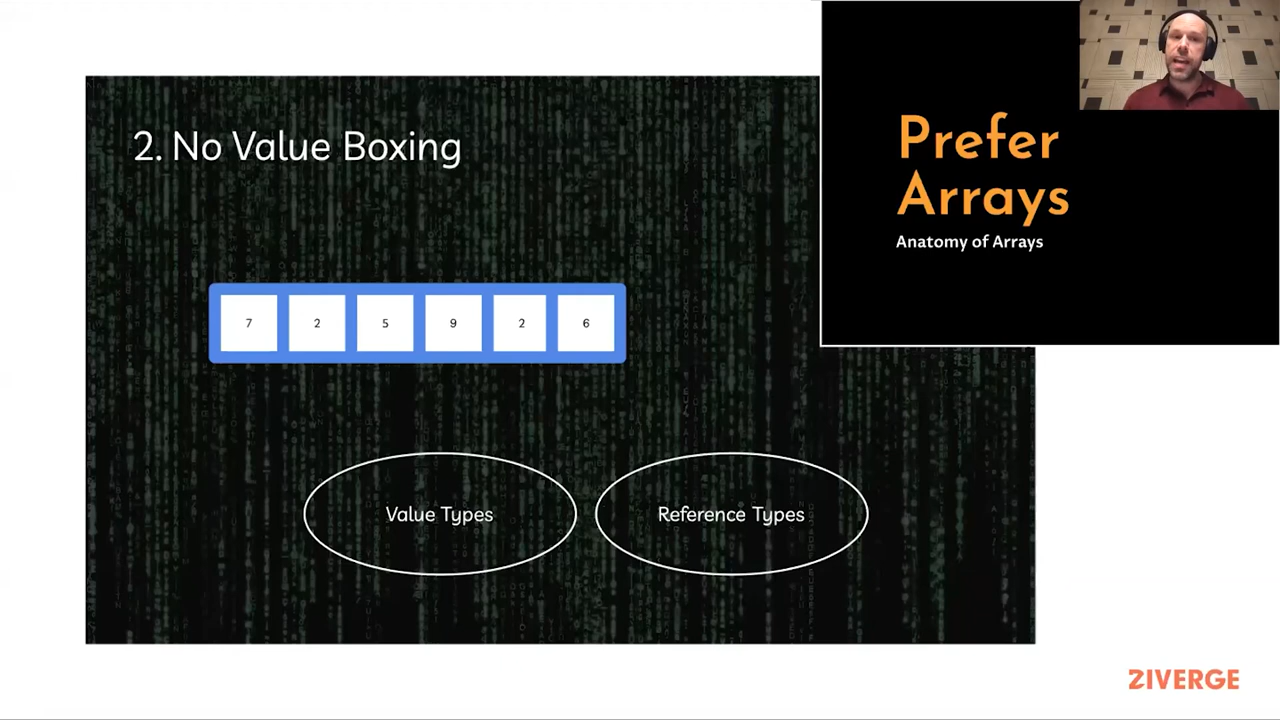 2. No Value Boxing
7 2 5 9 2 6
Value Types
Reference Types
Prefer
Arrays
Anatomy of Arrays
ZIVERGE